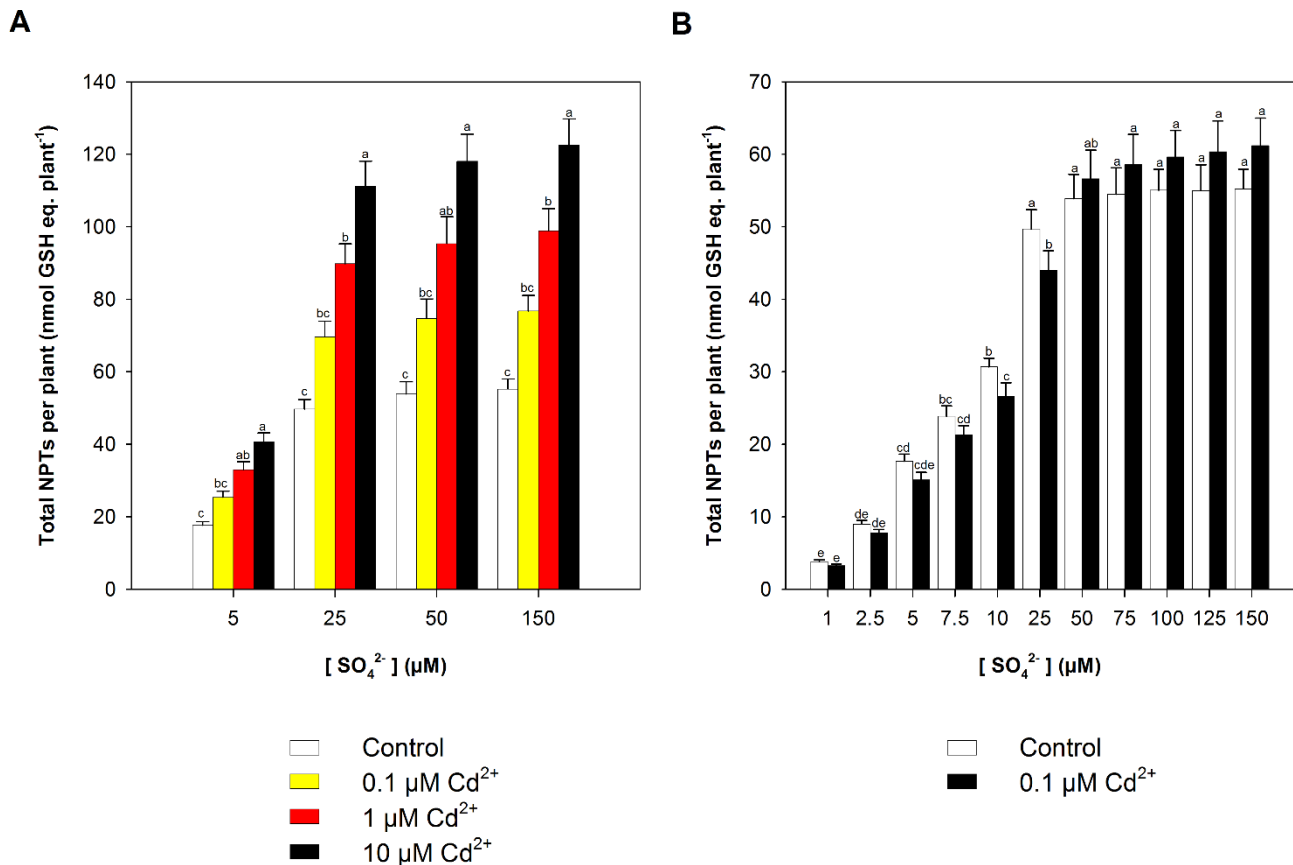 A
B
Total NPTs per plant (nmol GSH eq. plant⁻¹)
140
120
100
80
60
40
20
0
c
bc
ab
a
c
bc
b
a
c
bc
ab
a
c
bc
b
a
5
25
50
150
[ SO₄²⁻ ] (µM)
Control
0.1 µM Cd²⁺
1 µM Cd²⁺
10 µM Cd²⁺
Total NPTs per plant (nmol GSH eq. plant⁻¹)
70
60
50
40
30
20
10
0
e
e
de
de
cd
cde
bc
cd
b
c
a
b
a
ab
a
a
a
a
a
a
a
a
1
2.5
5
7.5
10
25
50
75
100
125
150
[ SO₄²⁻ ] (µM)
Control
0.1 µM Cd²⁺